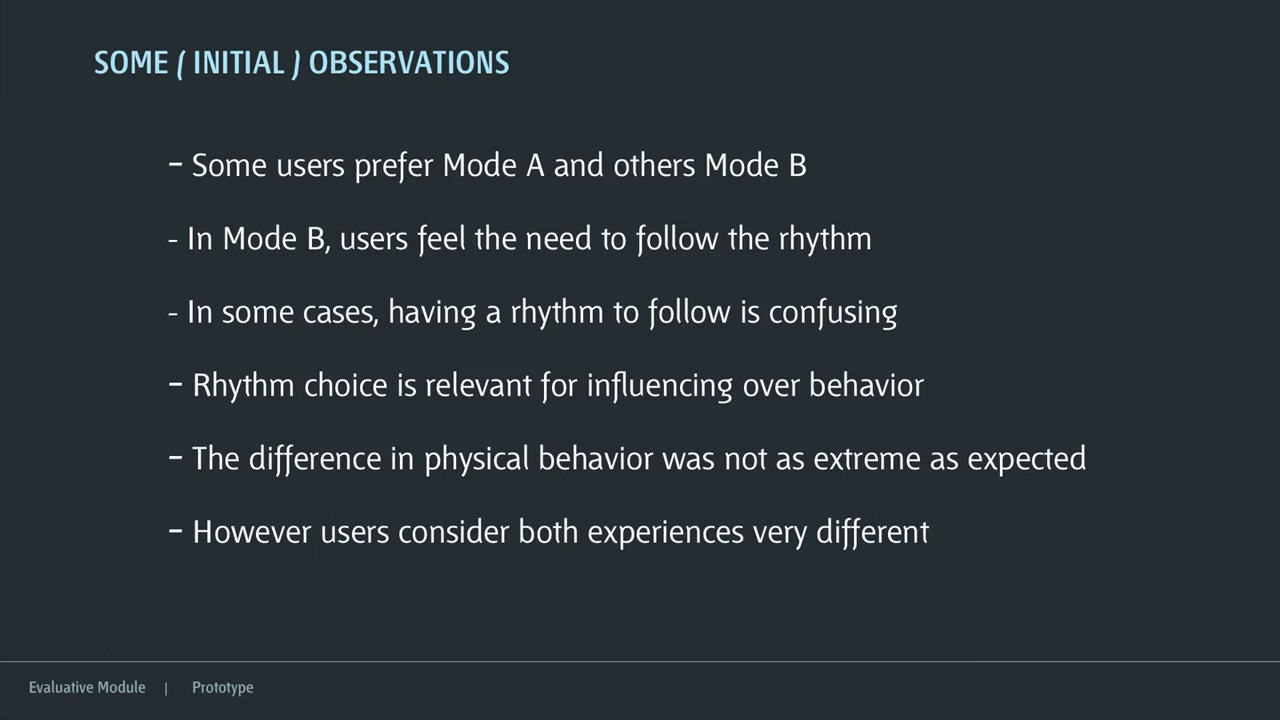 SOME ( INITIAL ) OBSERVATIONS
– Some users prefer Mode A and others Mode B
- In Mode B, users feel the need to follow the rhythm
- In some cases, having a rhythm to follow is confusing
– Rhythm choice is relevant for influencing over behavior
– The difference in physical behavior was not as extreme as expected
– However users consider both experiences very different
Evaluative Module | Prototype